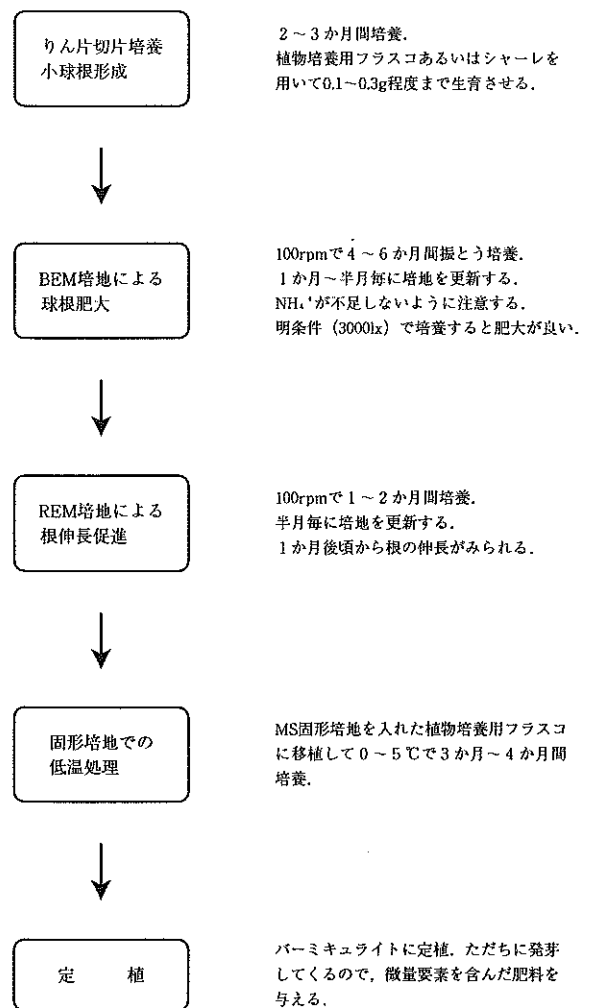 りん片切片培養
小球根形成
2～3か月間培養.
植物培養用フラスコあるいはシャーレを
用いて0.1～0.3g程度まで生育させる.
BEM培地による
球根肥大
100rpmで4～6か月間振とう培養.
1か月～半月毎に培地を更新する.
NH₄⁺が不足しないように注意する.
明条件（3000lx）で培養すると肥大が良い.
REM培地による
根伸長促進
100rpmで1～2か月間培養.
半月毎に培地を更新する.
1か月後頃から根の伸長がみられる.
固形培地での
低温処理
MS固形培地を入れた植物培養用フラスコ
に移植して0～5℃で3か月～4か月間
培養.
定　　植
バーミキュライトに定植. ただちに発芽
してくるので, 微量要素を含んだ肥料を
与える.